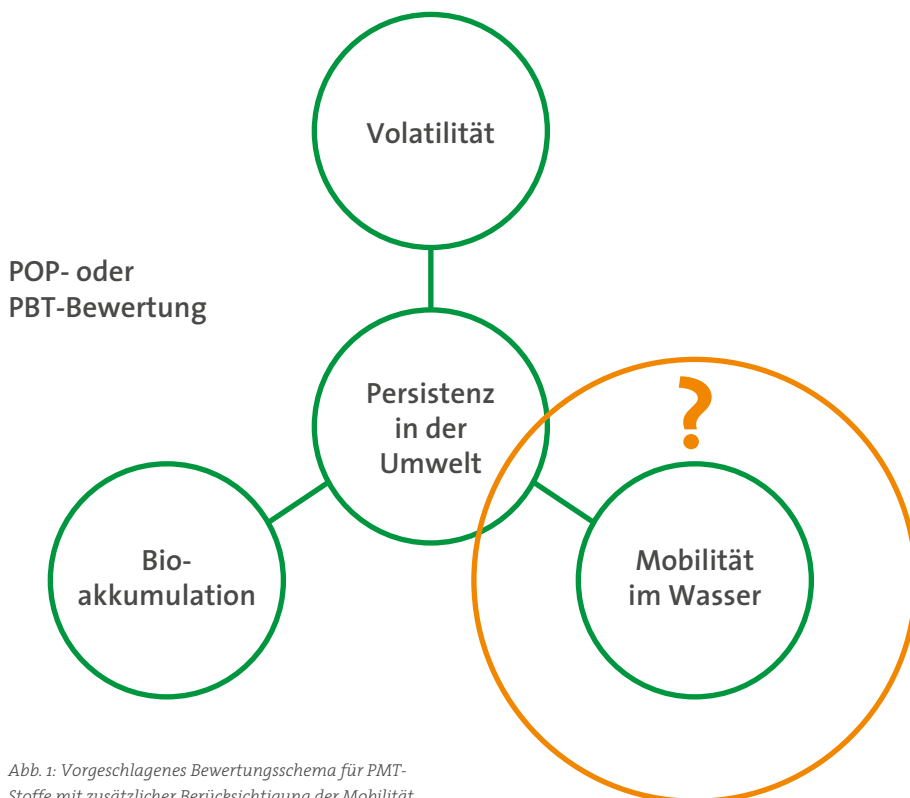 Volatilität
POP- oder
PBT-Bewertung
Persistenz
in der
Umwelt
?
Bio-
akkumulation
Mobilität
im Wasser
Abb. 1: Vorgeschlagenes Bewertungsschema für PMT-
Stoffe mit zusätzlicher Berücksichtigung der Mobilität